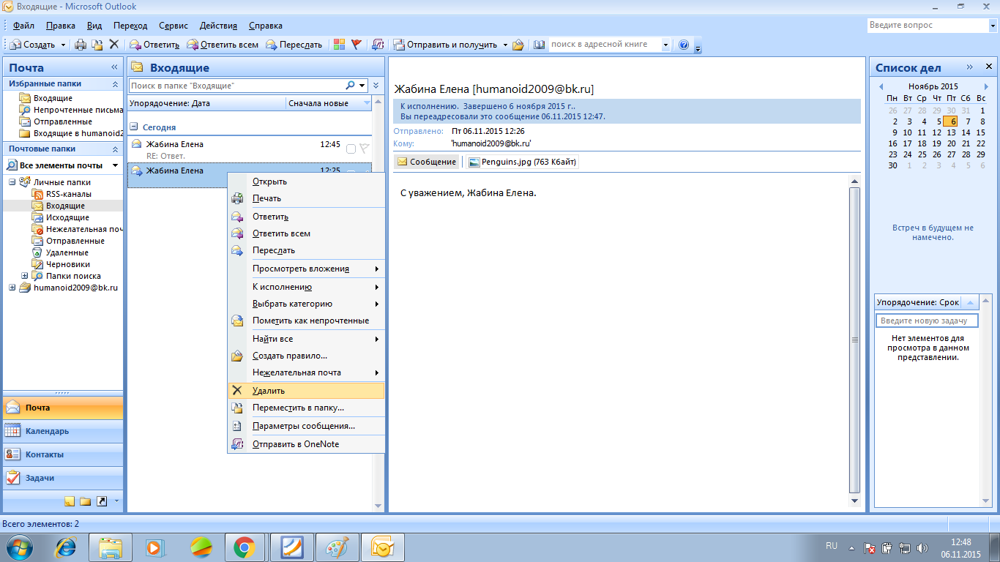 Входящие - Microsoft Outlook
Файл Правка Вид Переход Сервис Действия Справка
Введите вопрос
Создать Ответить Ответить всем Переслать Отправить и получить поиск в адресной книге
Почта
Избранные папки
Входящие
Непрочтенные письма
Отправленные
Входящие в humanoid2
Почтовые папки
Все элементы почты
Личные папки
RSS-каналы
Входящие
Исходящие
Нежелательная поч
Отправленные
Удаленные
Черновики
Папки поиска
humanoid2009@bk.ru
Почта
Календарь
Контакты
Задачи
Входящие
Поиск в папке "Входящие"
Упорядочение: Дата Сначала новые
Сегодня
Жабина Елена 12:45
RE: Ответ.
Жабина Елена 12:25
Открыть
Печать
Ответить
Ответить всем
Переслать
Просмотреть вложения
К исполнению
Выбрать категорию
Пометить как непрочтенные
Найти все
Создать правило...
Нежелательная почта
Удалить
Переместить в папку...
Параметры сообщения...
Отправить в OneNote
Жабина Елена [humanoid2009@bk.ru]
К исполнению. Завершено 6 ноября 2015 г..
Вы переадресовали это сообщение 06.11.2015 12:47.
Отправлено: Пт 06.11.2015 12:26
Кому: 'humanoid2009@bk.ru'
Сообщение Penguins.jpg (763 Кбайт)
С уважением, Жабина Елена.
Список дел
Ноябрь 2015
Пн Вт Ср Чт Пт Сб Вс
26 27 28 29 30 31 1
2 3 4 5 6 7 8
9 10 11 12 13 14 15
16 17 18 19 20 21 22
23 24 25 26 27 28 29
30 1 2 3 4 5 6
Встреч в будущем не
намечено.
Упорядочение: Срок
Введите новую задачу
Нет элементов для
просмотра в данном
представлении.
Всего элементов: 2
RU
12:48
06.11.2015